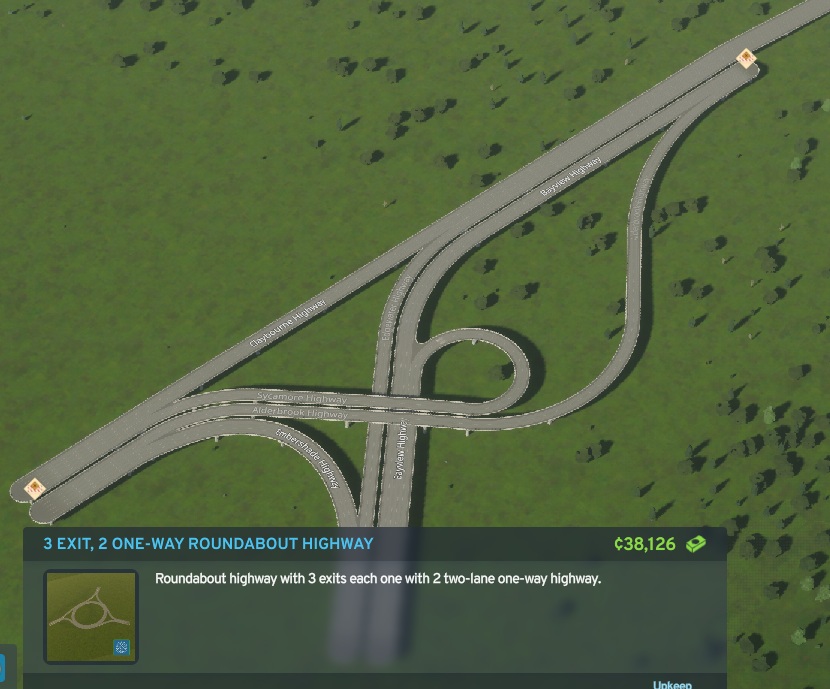 Bayview Highway
Claybourne Highway
Sycamore Highway
Alderbrook Highway
Embershade Highway
Highway
3 EXIT, 2 ONE-WAY ROUNDABOUT HIGHWAY
₵38,126
Roundabout highway with 3 exits each one with 2 two-lane one-way highway.
Upkeep